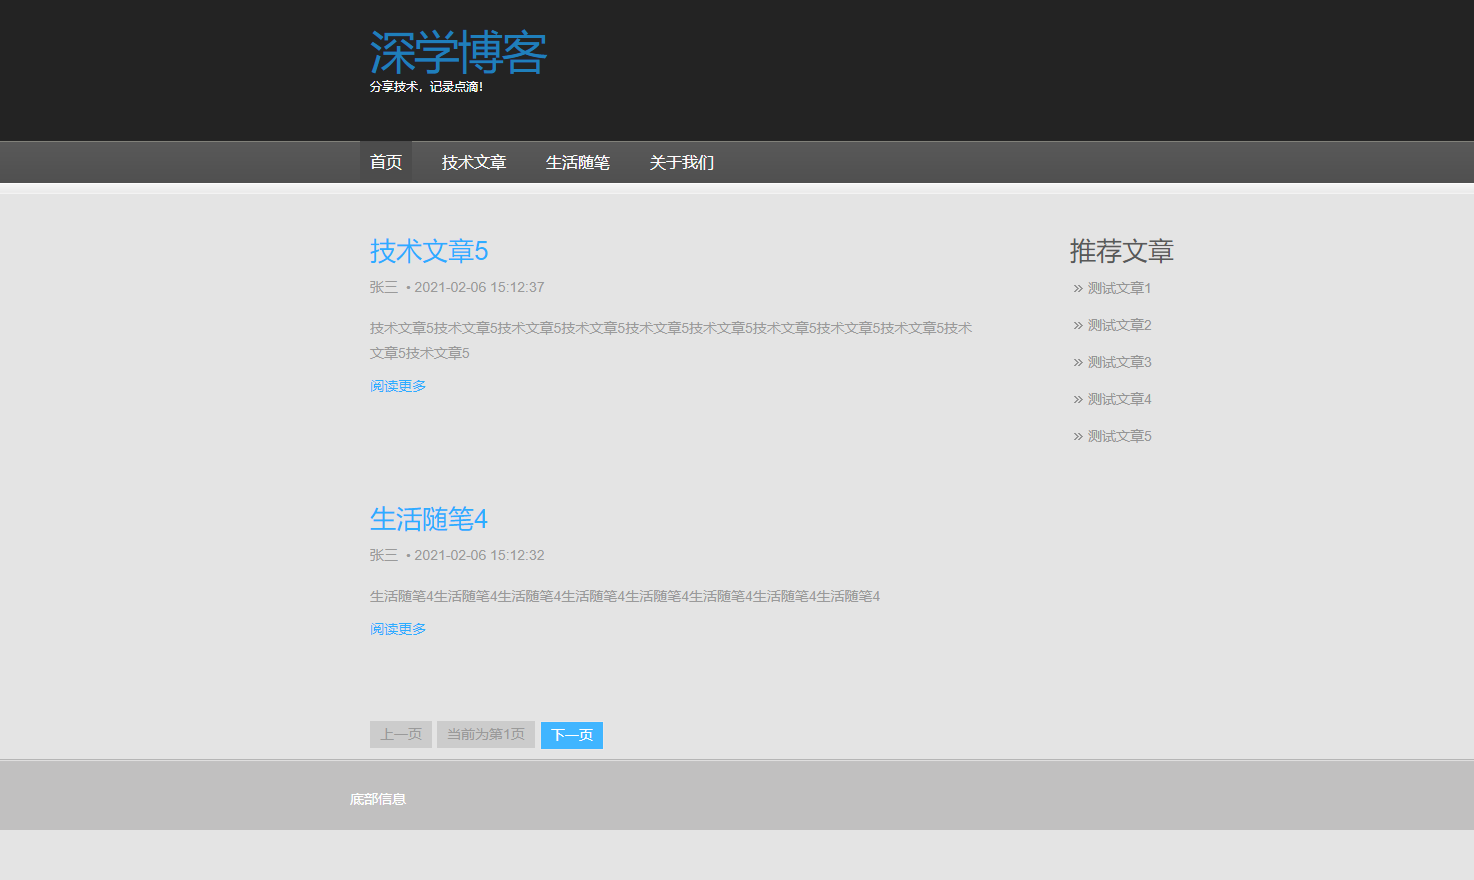 深学博客
分享技术，记录点滴！
首页 技术文章 生活随笔 关于我们
技术文章5
张三 • 2021-02-06 15:12:37
技术文章5技术文章5技术文章5技术文章5技术文章5技术文章5技术文章5技术文章5技术文章5技术
文章5技术文章5
阅读更多
生活随笔4
张三 • 2021-02-06 15:12:32
生活随笔4生活随笔4生活随笔4生活随笔4生活随笔4生活随笔4生活随笔4生活随笔4
阅读更多
上一页 当前为第1页 下一页
推荐文章
» 测试文章1
» 测试文章2
» 测试文章3
» 测试文章4
» 测试文章5
底部信息